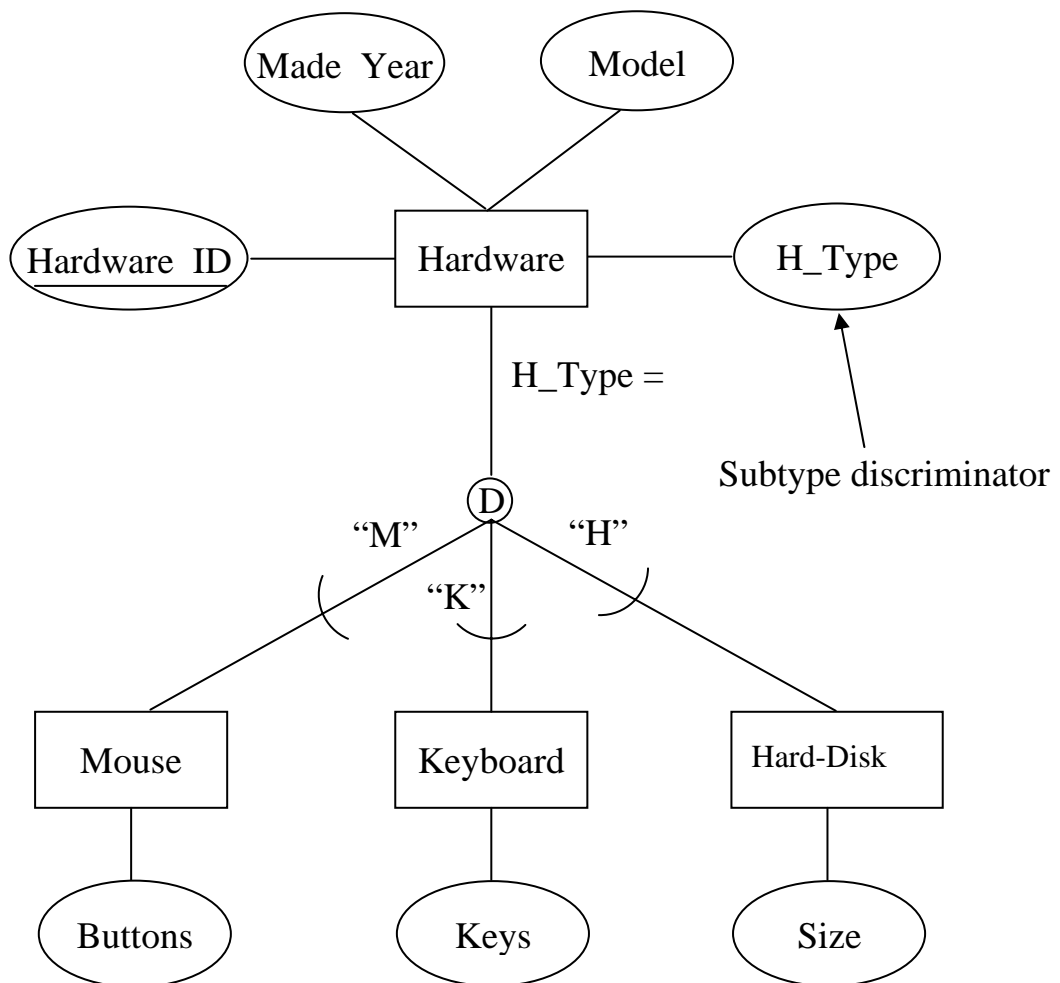 Made Year
Model
Hardware ID
Hardware
H_Type
H_Type =
Subtype discriminator
D
“M”
“H”
“K”
Mouse
Keyboard
Hard-Disk
Buttons
Keys
Size